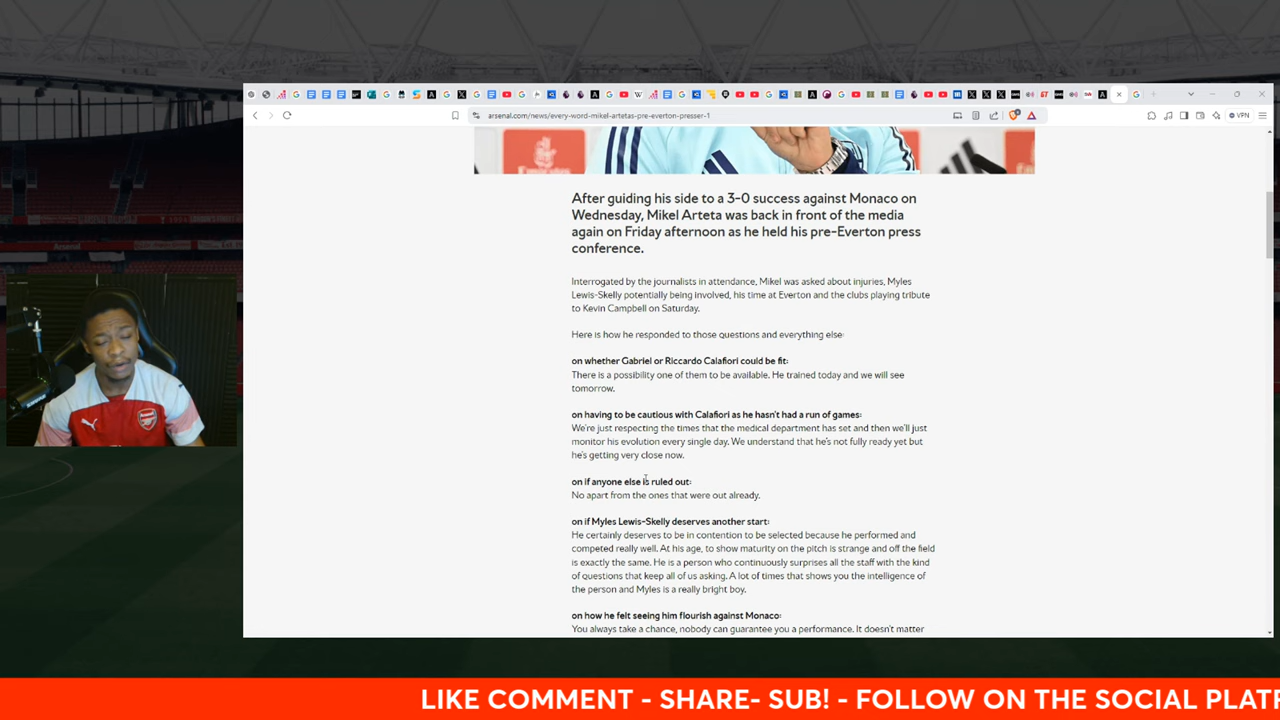 arsenal.com/news/every-word-mikel-artetas-pre-everton-presser-1
VPN
Emirates
After guiding his side to a 3-0 success against Monaco on
Wednesday, Mikel Arteta was back in front of the media
again on Friday afternoon as he held his pre-Everton press
conference.
Interrogated by the journalists in attendance, Mikel was asked about injuries, Myles
Lewis-Skelly potentially being involved, his time at Everton and the clubs playing tribute
to Kevin Campbell on Saturday.
Here is how he responded to those questions and everything else:
on whether Gabriel or Riccardo Calafiori could be fit:
There is a possibility one of them to be available. He trained today and we will see
tomorrow.
on having to be cautious with Calafiori as he hasn't had a run of games:
We're just respecting the times that the medical department has set and then we'll just
monitor his evolution every single day. We understand that he's not fully ready yet but
he's getting very close now.
on if anyone else is ruled out:
No apart from the ones that were out already.
on if Myles Lewis-Skelly deserves another start:
He certainly deserves to be in contention to be selected because he performed and
competed really well. At his age, to show maturity on the pitch is strange and off the field
is exactly the same. He is a person who continuously surprises all the staff with the kind
of questions that keep all of us asking. A lot of times that shows you the intelligence of
the person and Myles is a really bright boy.
on how he felt seeing him flourish against Monaco:
You always take a chance, nobody can guarantee you a performance. It doesn't matter
Arsenal
LIKE COMMENT - SHARE- SUB! - FOLLOW ON THE SOCIAL PLATF